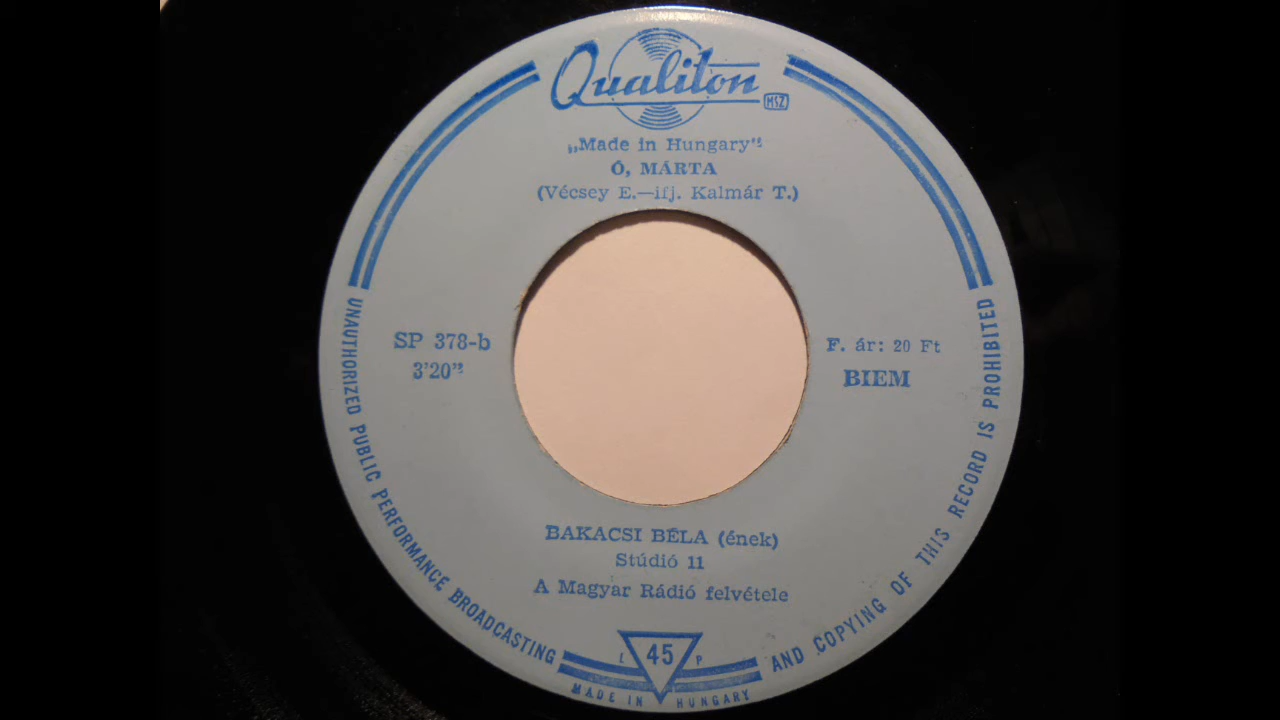 Qualiton
MSZ
„Made in Hungary”
Ó, MÁRTA
(Vécsey E.—ifj. Kalmár T.)
SP 378-b
3'20”
F. ár: 20 Ft
BIEM
BAKACSI BÉLA (ének)
Stúdió 11
A Magyar Rádió felvétele
L 45 P
UNAUTHORIZED PUBLIC PERFORMANCE BROADCASTING AND COPYING OF THIS RECORD IS PROHIBITED
MADE IN HUNGARY